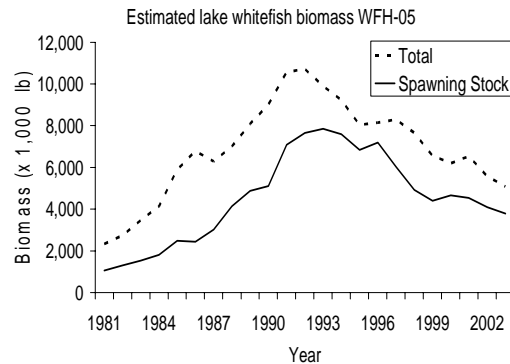 Estimated lake whitefish biomass WFH-05
12,000
10,000
8,000
6,000
4,000
2,000
0
Biomass (x 1,000 lb)
Total
Spawning Stock
1981 1984 1987 1990 1993 1996 1999 2002
Year